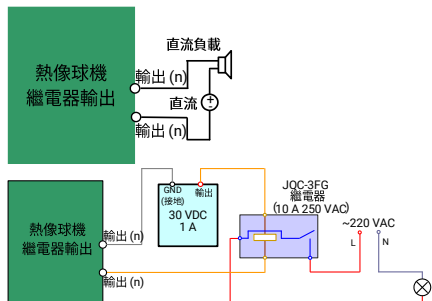 直流負載
熱像球機
繼電器輸出
輸出 (n)
直流
輸出 (n)
GND
(接地)
輸出
30 VDC
1 A
JQC-3FG
繼電器
(10 A 250 VAC)
~220 VAC
L
N
熱像球機
繼電器輸出
輸出 (n)
輸出 (n)